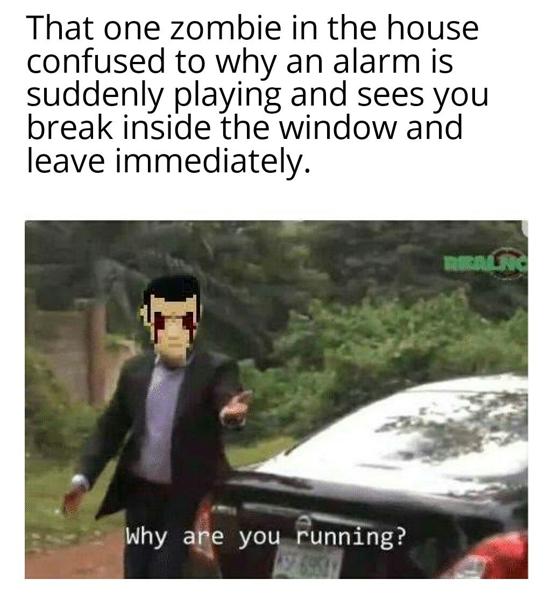 That one zombie in the house
confused to why an alarm is
suddenly playing and sees you
break inside the window and
leave immediately.
Why are you running?